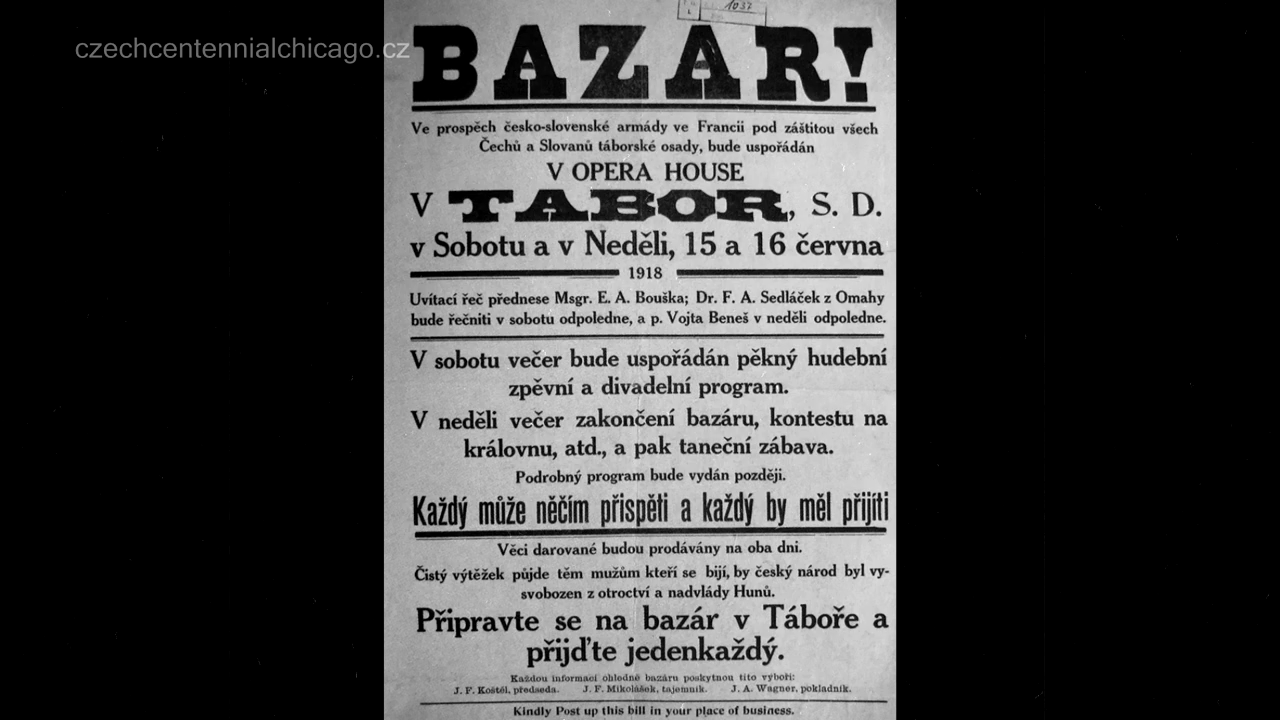 1037
L
czechcentennialchicago.cz
BAZAR!
Ve prospěch česko-slovenské armády ve Francii pod záštitou všech
Čechů a Slovanů táborské osady, bude uspořádán
V OPERA HOUSE
V TABOR, S. D.
v Sobotu a v Neděli, 15 a 16 června
1918
Uvítací řeč přednese Msgr. E. A. Bouška; Dr. F. A. Sedláček z Omahy
bude řečniti v sobotu odpoledne, a p. Vojta Beneš v neděli odpoledne.
V sobotu večer bude uspořádán pěkný hudební
zpěvní a divadelní program.
V neděli večer zakončení bazáru, kontestu na
královnu, atd., a pak taneční zábava.
Podrobný program bude vydán později.
Každý může něčím přispěti a každý by měl přijíti
Věci darované budou prodávány na oba dni.
Čistý výtěžek půjde těm mužům kteří se bijí, by český národ byl vy-
svobozen z otroctví a nadvlády Hunů.
Připravte se na bazár v Táboře a
přijďte jedenkaždý.
Každou informaci ohledně bazáru poskytnou tito výboři:
J. F. Koštěl, předseda. J. F. Mikolášek, tajemník. J. A. Wagner, pokladník.
Kindly Post up this bill in your place of business.